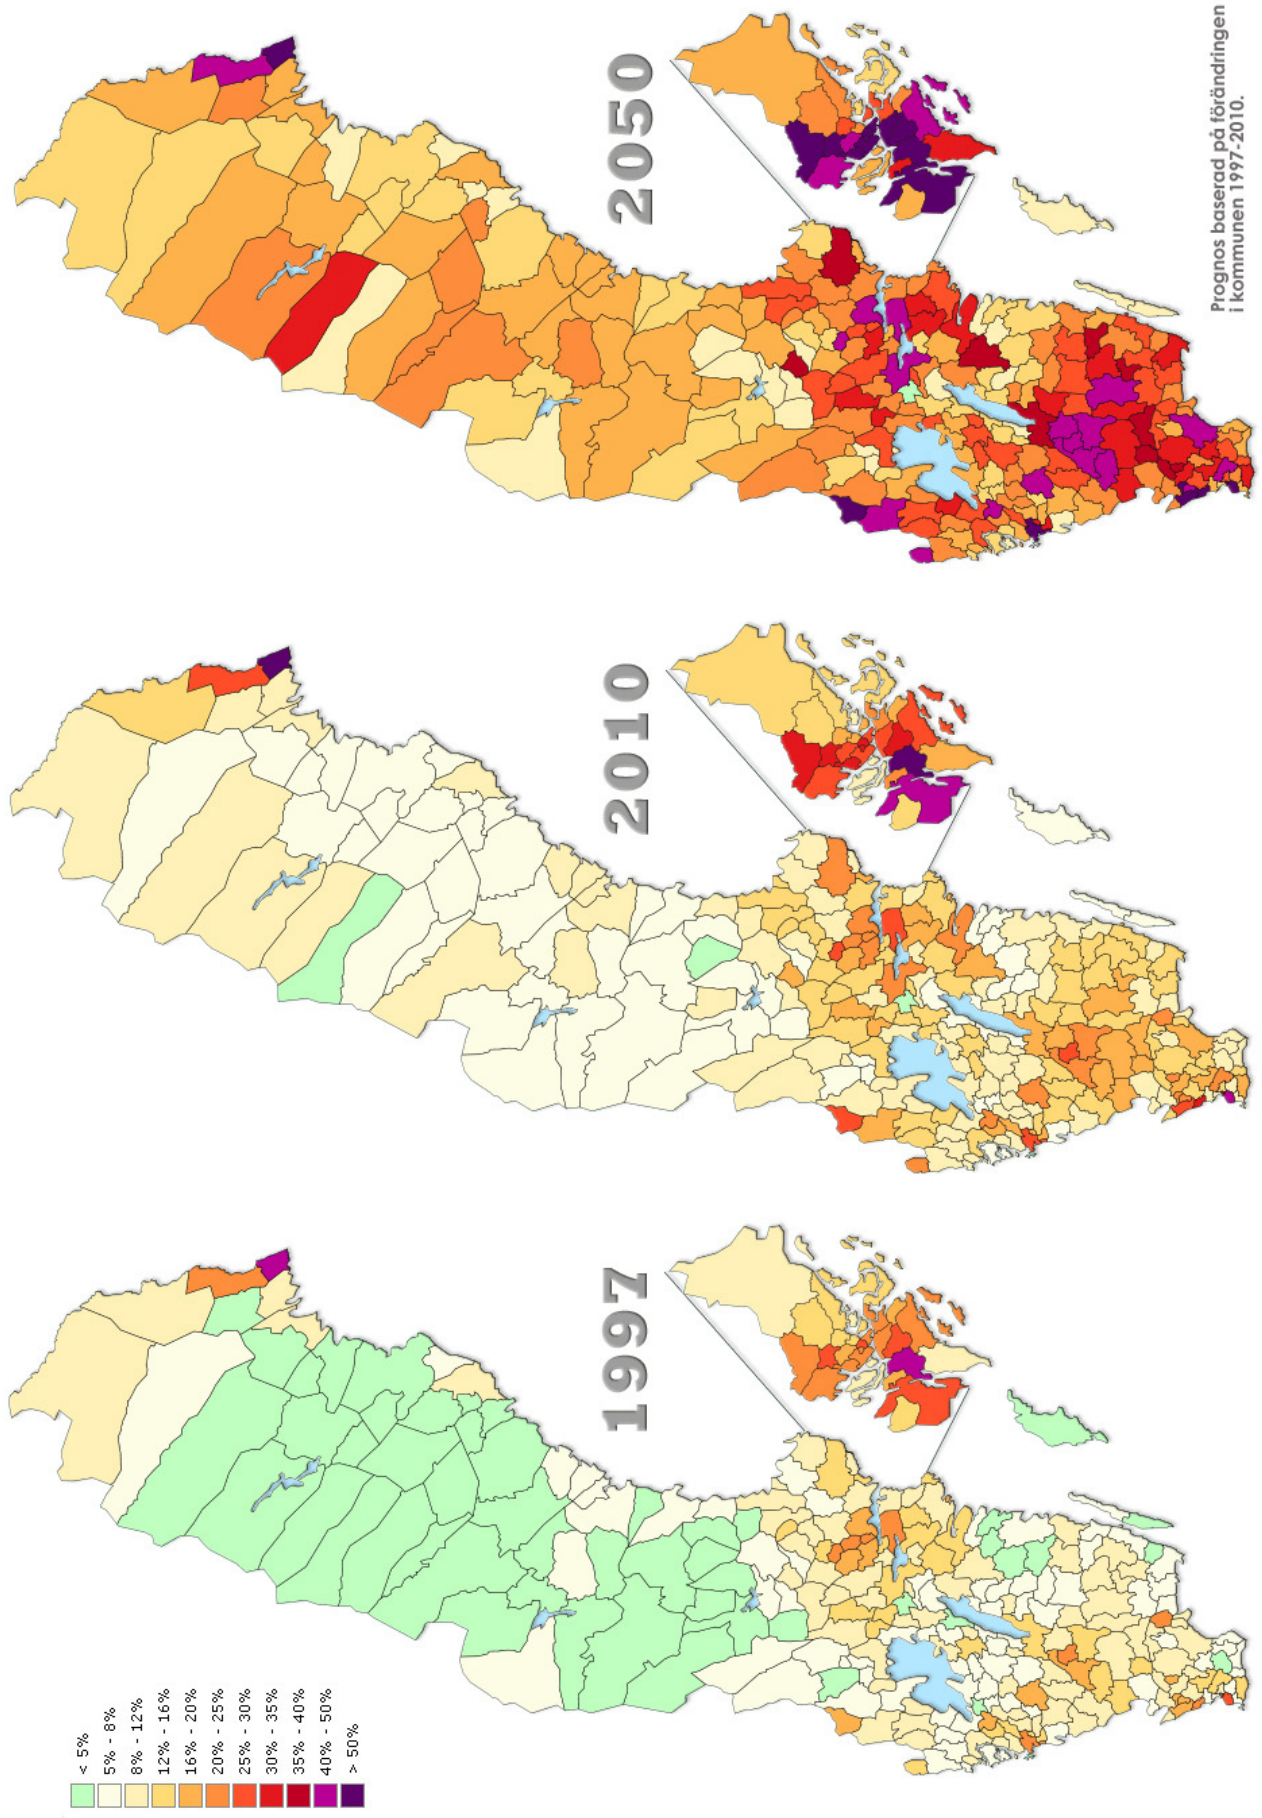 1997
2010
2050
< 5%
5% - 8%
8% - 12%
12% - 16%
16% - 20%
20% - 25%
25% - 30%
30% - 35%
35% - 40%
40% - 50%
> 50%
Prognos baserad på förändringen
i kommunen 1997-2010.